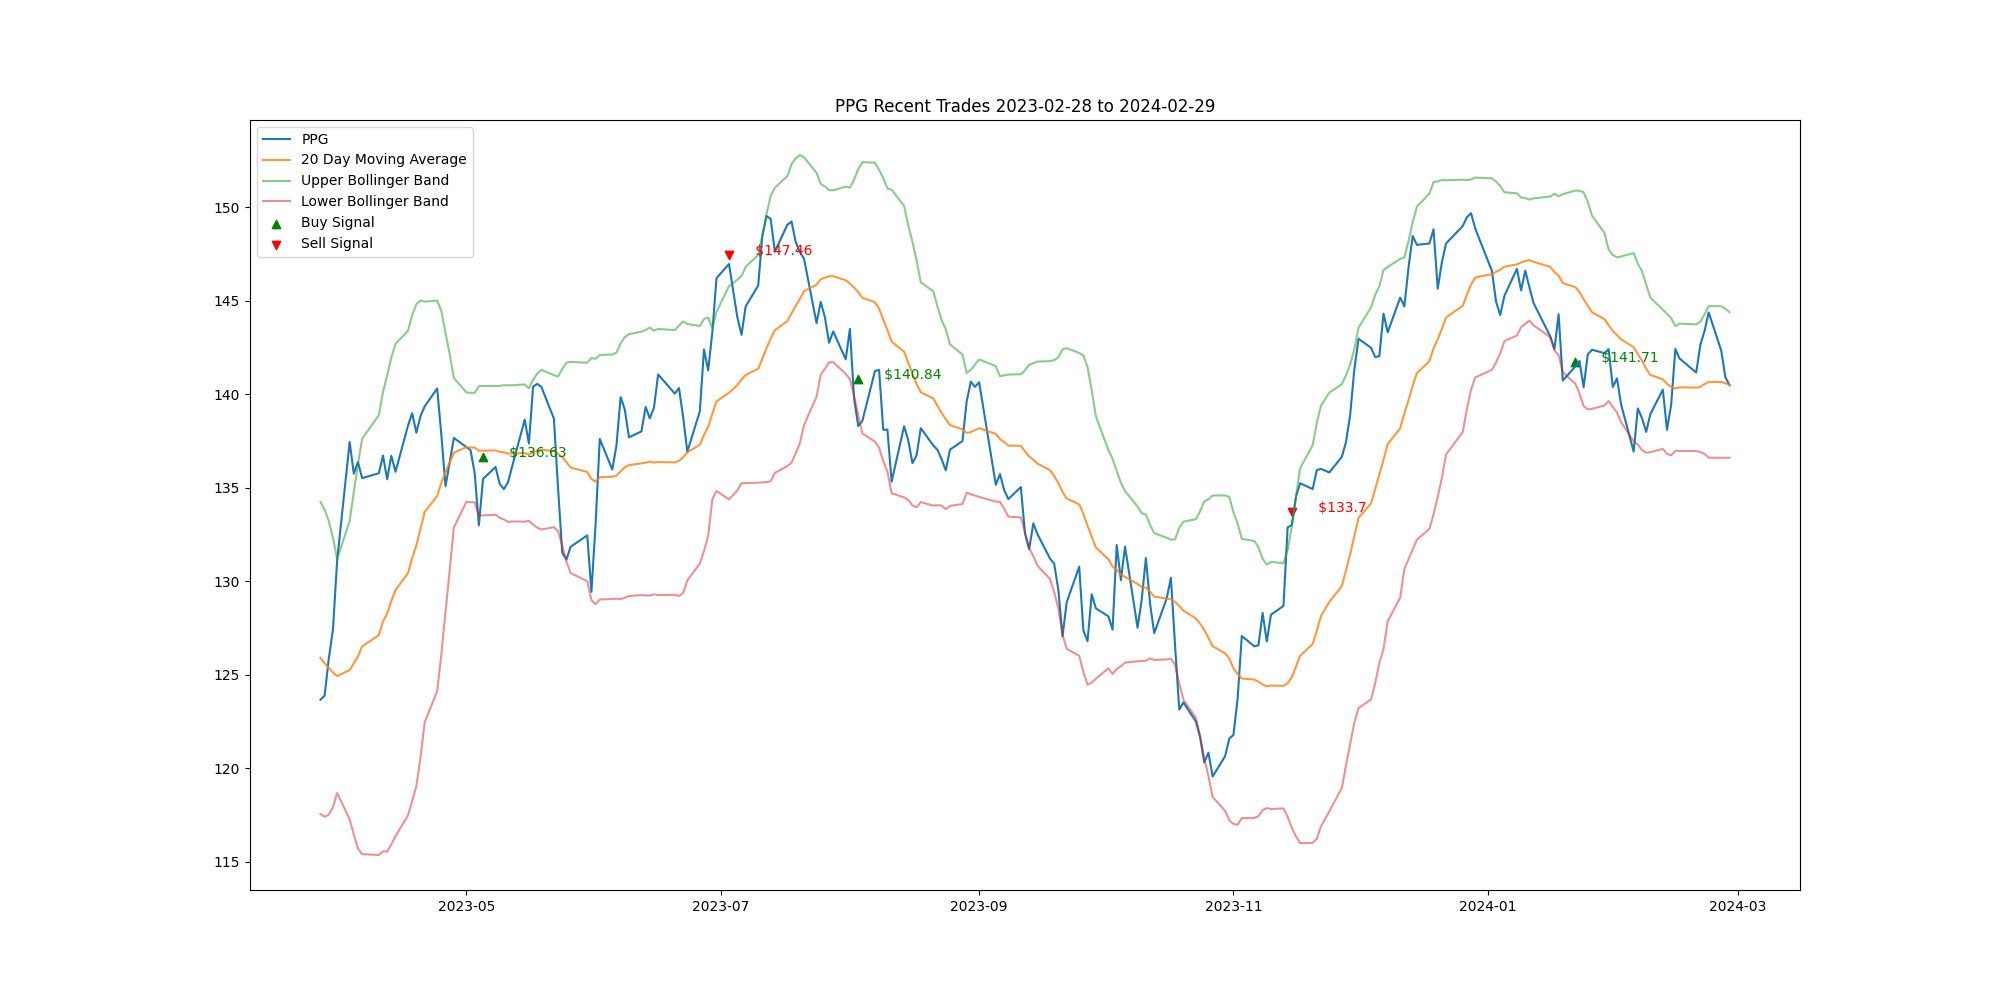 PPG Recent Trades 2023-02-28 to 2024-02-29
PPG
20 Day Moving Average
Upper Bollinger Band
Lower Bollinger Band
Buy Signal
Sell Signal
150
145
140
135
130
125
120
115
$147.46
$140.84
$141.71
$136.63
$133.7
2023-05
2023-07
2023-09
2023-11
2024-01
2024-03